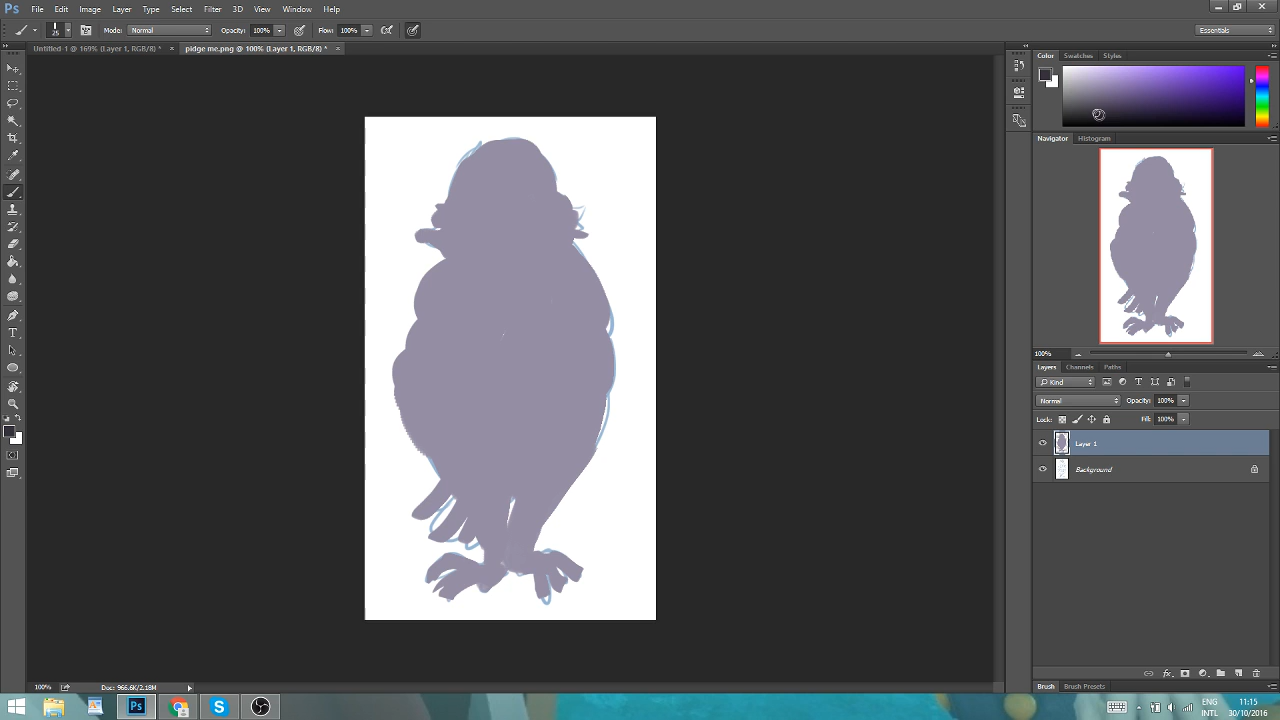 Ps File Edit Image Layer Type Select Filter 3D View Window Help
25 Mode: Normal Opacity: 100% Flow: 100% Essentials
Untitled-1 @ 169% (Layer 1, RGB/8) * × pidge me.png @ 100% (Layer 1, RGB/8) * ×
Color Swatches Styles
Navigator Histogram
100%
Layers Channels Paths
Kind
Normal Opacity: 100%
Lock: Fill: 100%
Layer 1
Background
T
100% Doc: 966.6K/2.18M
Brush Brush Presets
Ps S ENG 11:15
INTL 30/10/2016